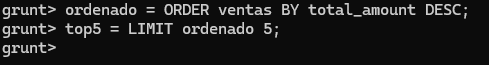 grunt> ordenado = ORDER ventas BY total_amount DESC;
grunt> top5 = LIMIT ordenado 5;
grunt>